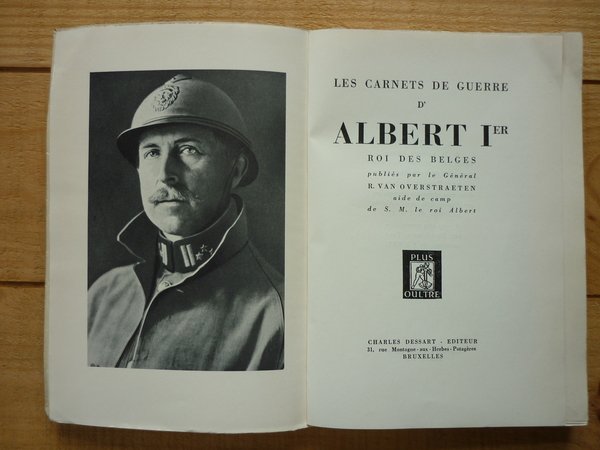 LES CARNETS DE GUERRE
D'
ALBERT IER
ROI DES BELGES
publiés par le Général
R. VAN OVERSTRAETEN
aide de camp
de S. M. le roi Albert
PLUS
OULTRE
CHARLES DESSART - EDITEUR
31, rue Montagne-aux-Herbes-Potagères
BRUXELLES